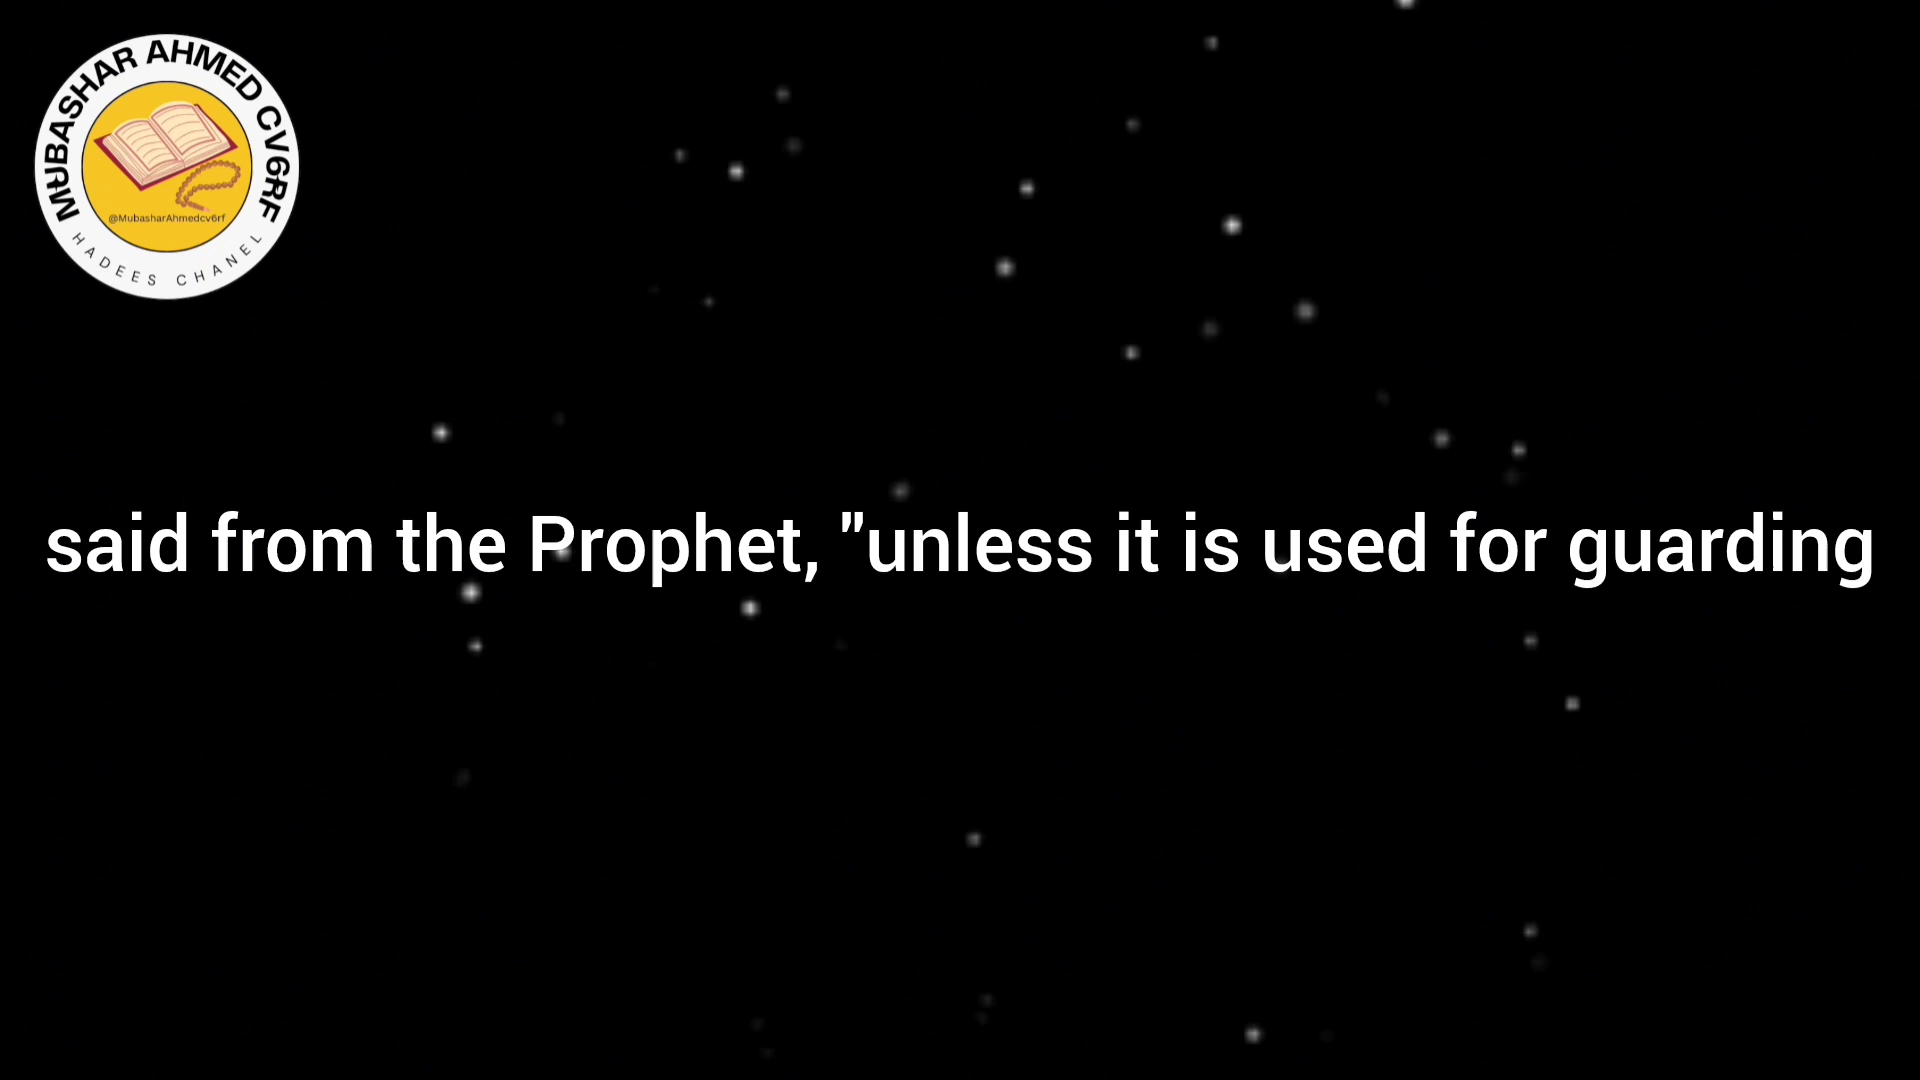 MUBASHAR AHMED CV6RF
@MubasharAhmedcv6rf
HADEES CHANEL
said from the Prophet, "unless it is used for guarding